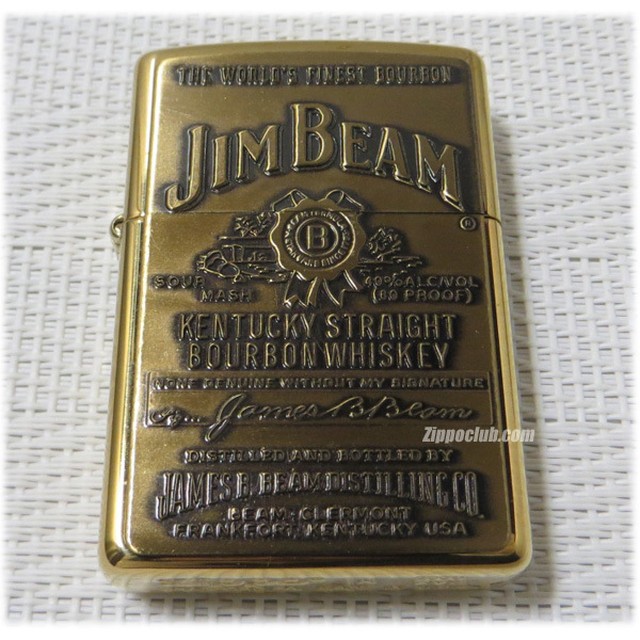 THE WORLD'S FINEST BOURBON
JIM BEAM
®
B
SOUR
MASH
40% ALC/VOL
(80 PROOF)
KENTUCKY STRAIGHT
BOURBON WHISKEY
NONE GENUINE WITHOUT MY SIGNATURE
James B. Beam
Zippoclub.com
DISTILLED AND BOTTLED BY
JAMES B. BEAM DISTILLING CO.
BEAM·CLERMONT
FRANKFORT, KENTUCKY USA